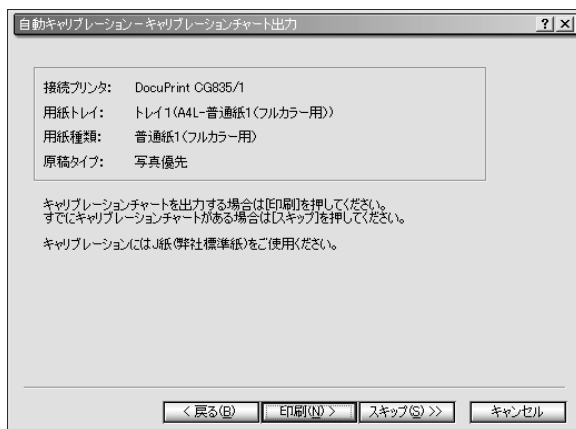 自動キャリブレーション－キャリブレーションチャート出力
接続プリンタ: DocuPrint CG835/1
用紙トレイ: トレイ1(A4L-普通紙1(フルカラー用))
用紙種類: 普通紙1(フルカラー用)
原稿タイプ: 写真優先
キャリブレーションチャートを出力する場合は[印刷]を押してください。
すでにキャリブレーションチャートがある場合は[スキップ]を押してください。
キャリブレーションにはJ紙(弊社標準紙)をご使用ください。
< 戻る(B) 印刷(N) > スキップ(S) >> キャンセル